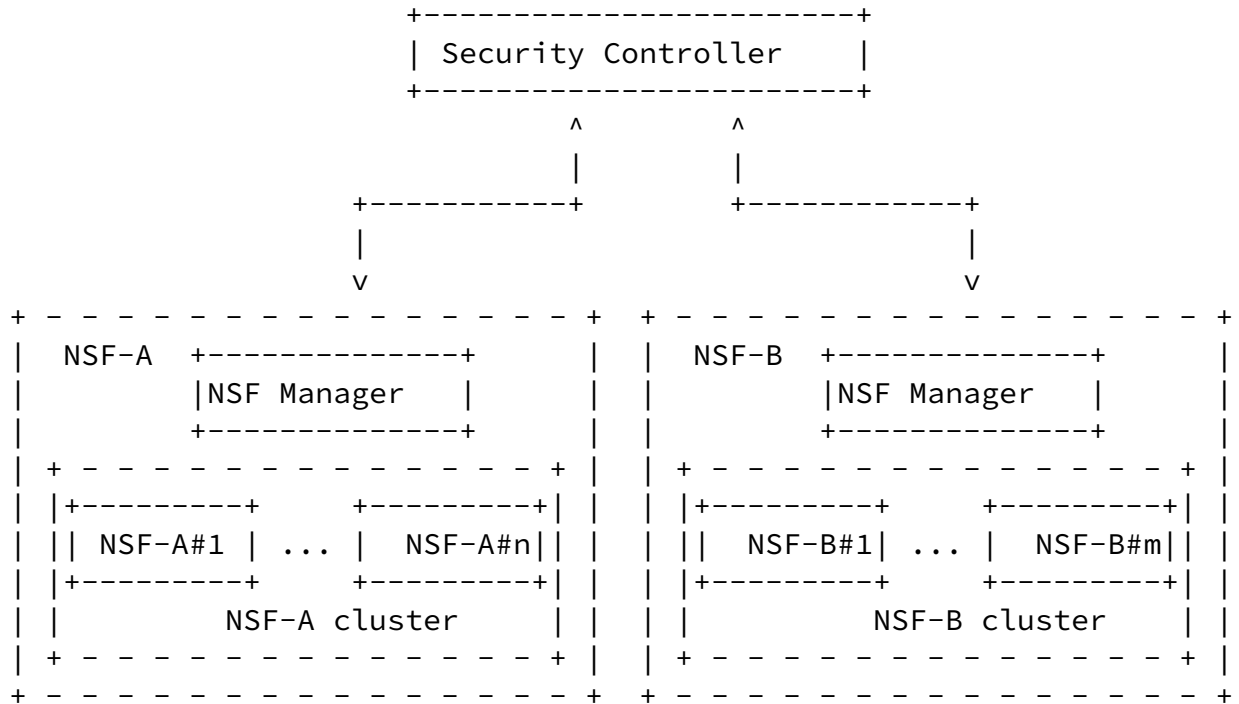 Security Controller
NSF-A
NSF-B
NSF Manager
NSF Manager
NSF-A#1 ... NSF-A#n
NSF-B#1 ... NSF-B#m
NSF-A cluster
NSF-B cluster